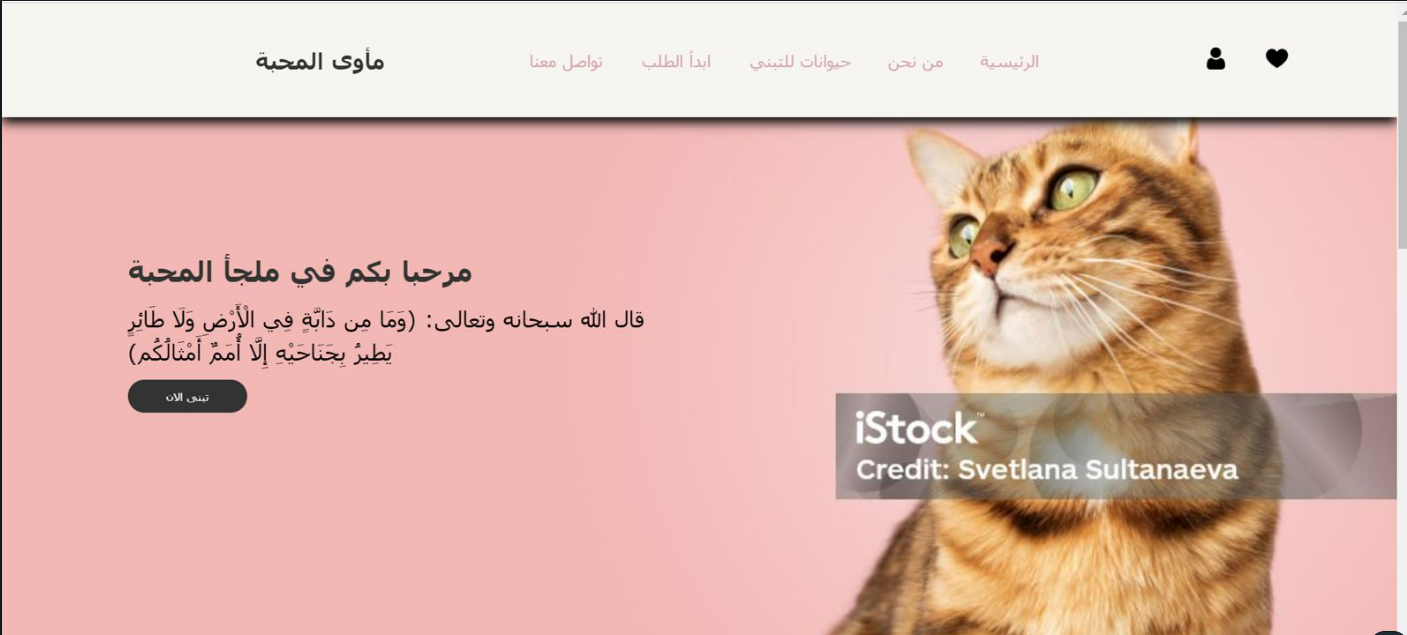 مأوى المحبة
الرئيسية
من نحن
حيوانات للتبني
ابدأ الطلب
تواصل معنا
مرحبا بكم في ملجأ المحبة
قال الله سبحانه وتعالى: (وَمَا مِن دَابَّةٍ فِي الْأَرْضِ وَلَا طَائِرٍ
يَطِيرُ بِجَنَاحَيْهِ إِلَّا أُمَمٌ أَمْثَالُكُم)
تبنى الان
iStock™
Credit: Svetlana Sultanaeva